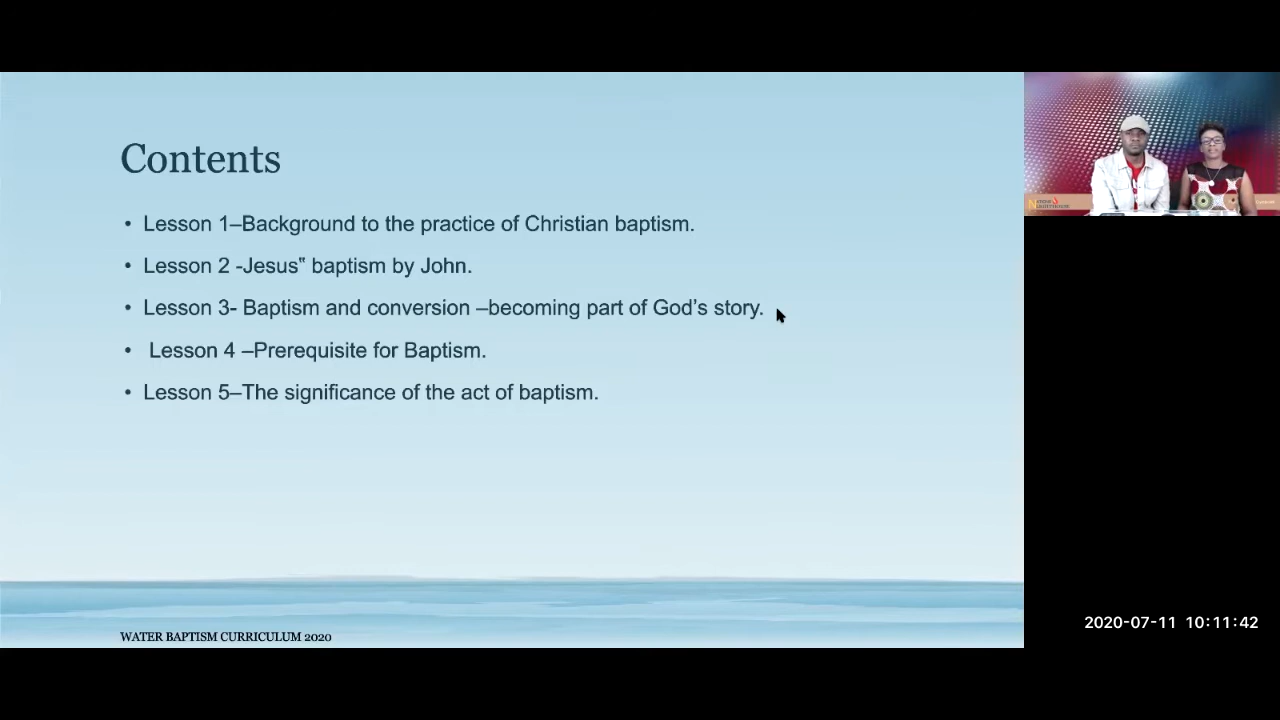 Contents
• Lesson 1–Background to the practice of Christian baptism.
• Lesson 2 -Jesus‟ baptism by John.
• Lesson 3- Baptism and conversion –becoming part of God’s story.
• Lesson 4 –Prerequisite for Baptism.
• Lesson 5–The significance of the act of baptism.
WATER BAPTISM CURRICULUM 2020
2020-07-11 10:11:42